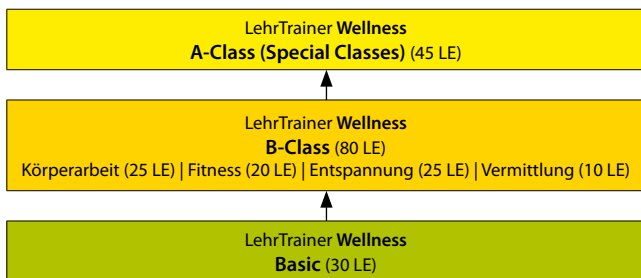 LehrTrainer Wellness
A-Class (Special Classes) (45 LE)
LehrTrainer Wellness
B-Class (80 LE)
Körperarbeit (25 LE) | Fitness (20 LE) | Entspannung (25 LE) | Vermittlung (10 LE)
LehrTrainer Wellness
Basic (30 LE)